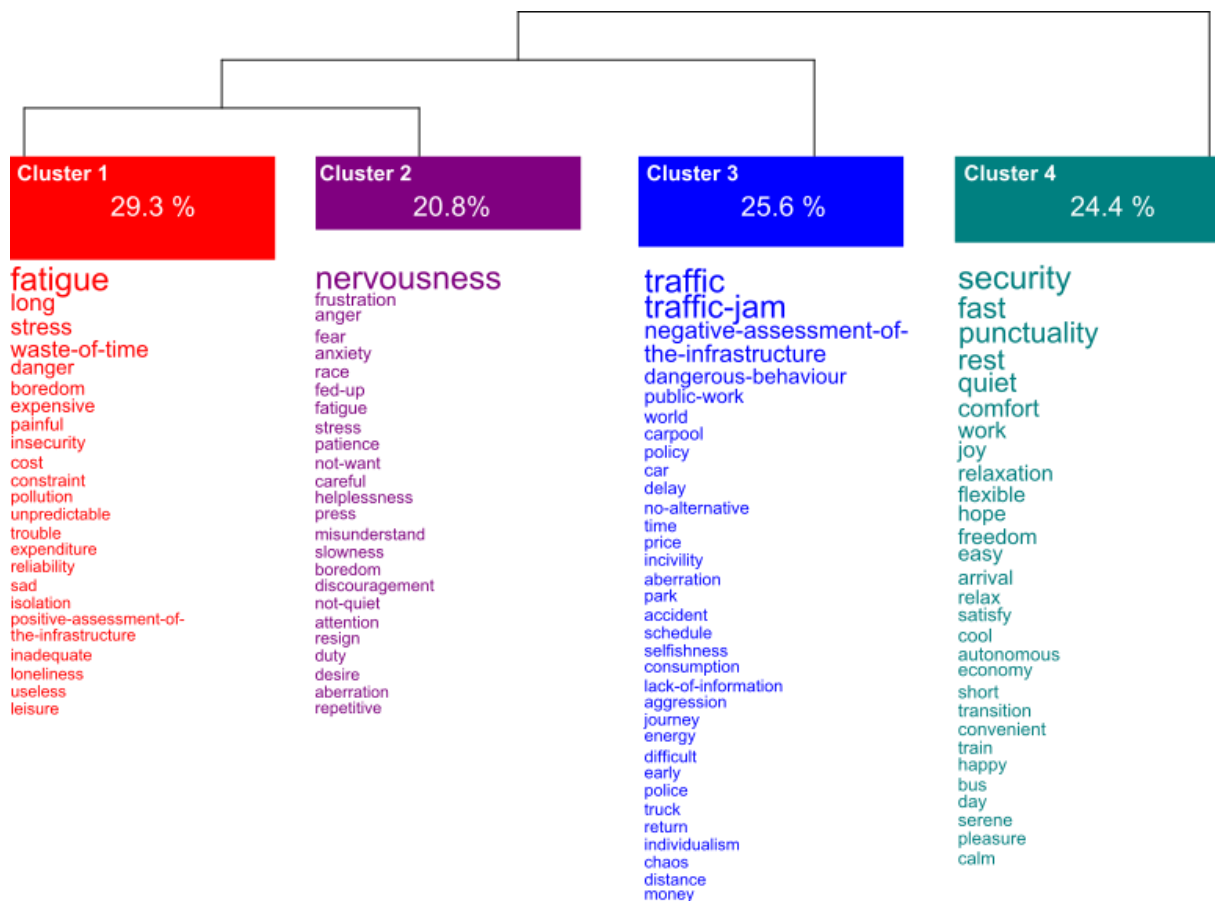 Cluster 1
29.3 %
fatigue
long
stress
waste-of-time
danger
boredom
expensive
painful
insecurity
cost
constraint
pollution
unpredictable
trouble
expenditure
reliability
sad
isolation
positive-assessment-of-
the-infrastructure
inadequate
loneliness
useless
leisure
Cluster 2
20.8%
nervousness
frustration
anger
fear
anxiety
race
fed-up
fatigue
stress
patience
not-want
careful
helplessness
press
misunderstand
slowness
boredom
discouragement
not-quiet
attention
resign
duty
desire
aberration
repetitive
Cluster 3
25.6 %
traffic
traffic-jam
negative-assessment-of-
the-infrastructure
dangerous-behaviour
public-work
world
carpool
policy
car
delay
no-alternative
time
price
incivility
aberration
park
accident
schedule
selfishness
consumption
lack-of-information
aggression
journey
energy
difficult
early
police
truck
return
individualism
chaos
distance
money
Cluster 4
24.4 %
security
fast
punctuality
rest
quiet
comfort
work
joy
relaxation
flexible
hope
freedom
easy
arrival
relax
satisfy
cool
autonomous
economy
short
transition
convenient
train
happy
bus
day
serene
pleasure
calm